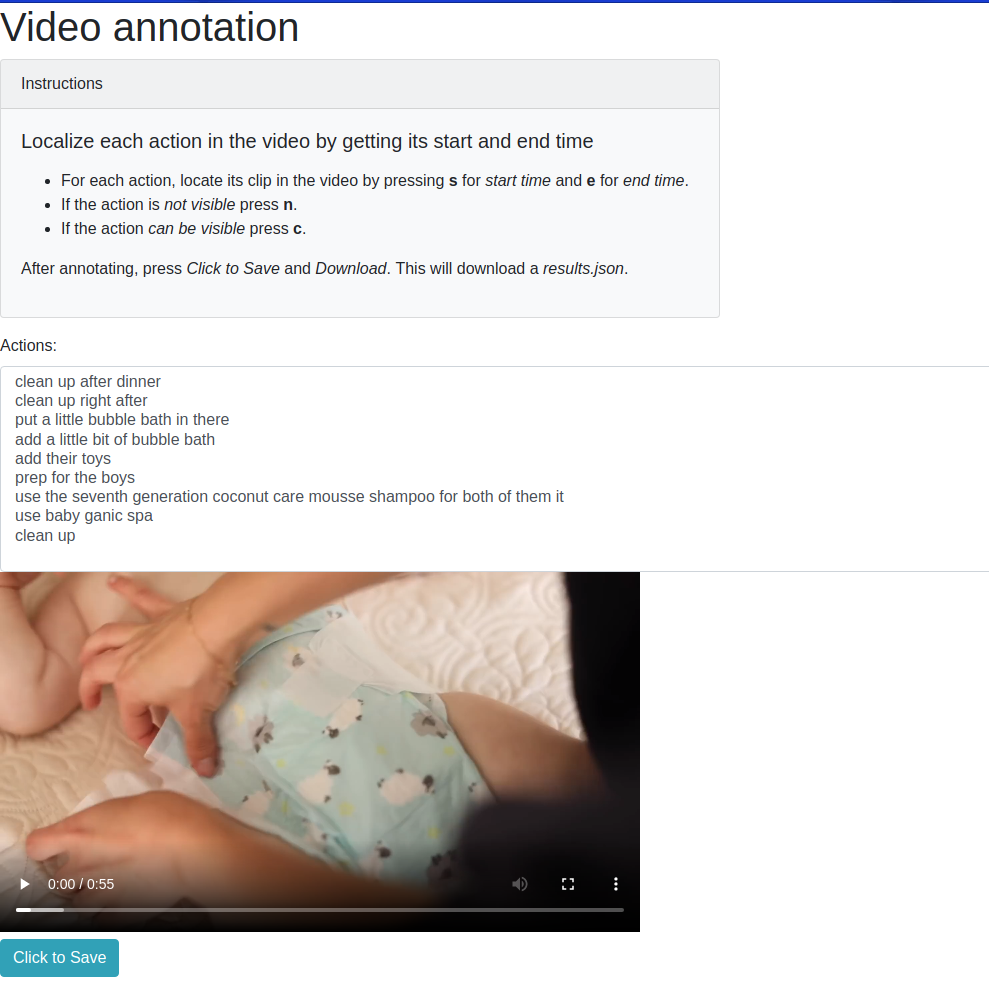 Video annotation
Instructions
Localize each action in the video by getting its start and end time
For each action, locate its clip in the video by pressing s for start time and e for end time.
If the action is not visible press n.
If the action can be visible press c.
After annotating, press Click to Save and Download. This will download a results.json.
Actions:
clean up after dinner
clean up right after
put a little bubble bath in there
add a little bit of bubble bath
add their toys
prep for the boys
use the seventh generation coconut care mousse shampoo for both of them it
use baby ganic spa
clean up
0:00 / 0:55
Click to Save